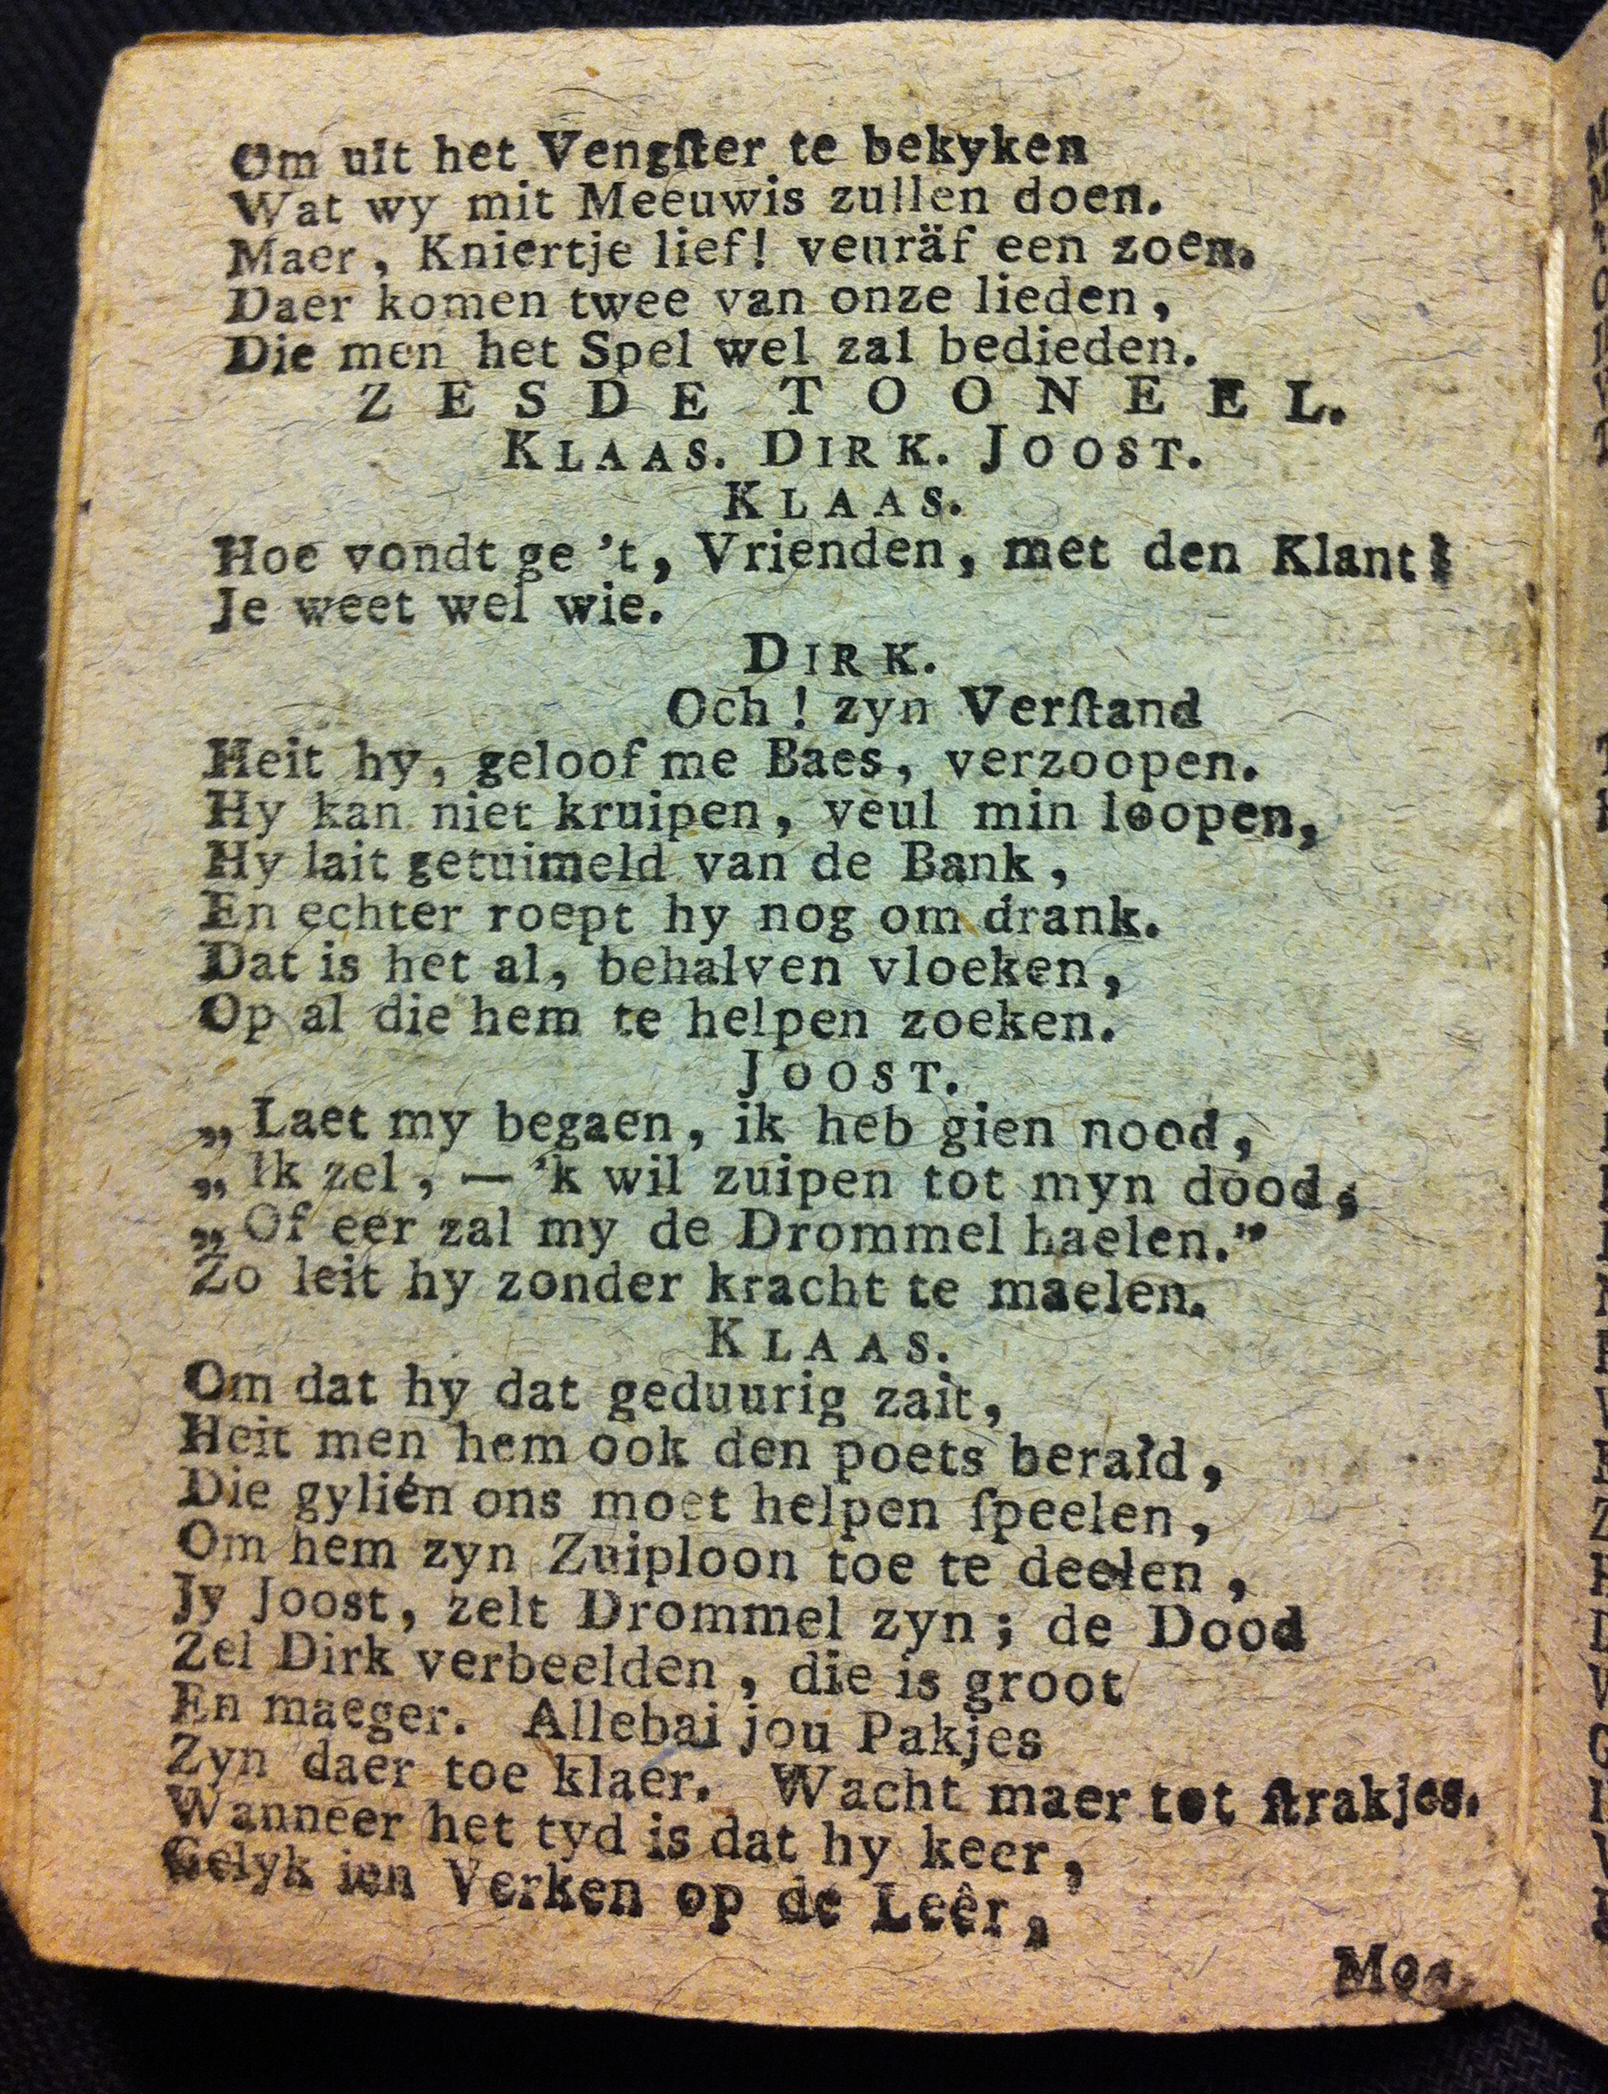 Om uit het Vengſter te bekyken
Wat wy mit Meeuwis zullen doen.
Maer, Kniertje lief! veuräf een zoen.
Daer komen twee van onze lieden,
Die men het Spel wel zal bedieden.
ZESDE TOONEEL.
KLAAS. DIRK. JOOST.
KLAAS.
Hoe vondt ge 't, Vrienden, met den Klant?
Je weet wel wie.
DIRK.
Och! zyn Verſtand
Heit hy, geloof me Baes, verzoopen.
Hy kan niet kruipen, veul min loopen,
Hy lait getuimeld van de Bank,
En echter roept hy nog om drank.
Dat is het al, behalven vloeken,
Op al die hem te helpen zoeken.
JOOST.
„Laet my begaen, ik heb gien nood,
„Ik zel, — 'k wil zuipen tot myn dood,
„Of eer zal my de Drommel haelen."
Zo leit hy zonder kracht te maelen.
KLAAS.
Om dat hy dat geduurig zait,
Heit men hem ook den poets beraid,
Die gyliên ons moet helpen ſpeelen,
Om hem zyn Zuiploon toe te deelen,
Jy Joost, zelt Drommel zyn; de Dood
Zel Dirk verbeelden, die is groot
En maeger. Allebai jou Pakjes
Zyn daer toe klaer. Wacht maer tot ſtrakjes.
Wanneer het tyd is dat hy keer,
Gelyk ien Verken op de Leêr,